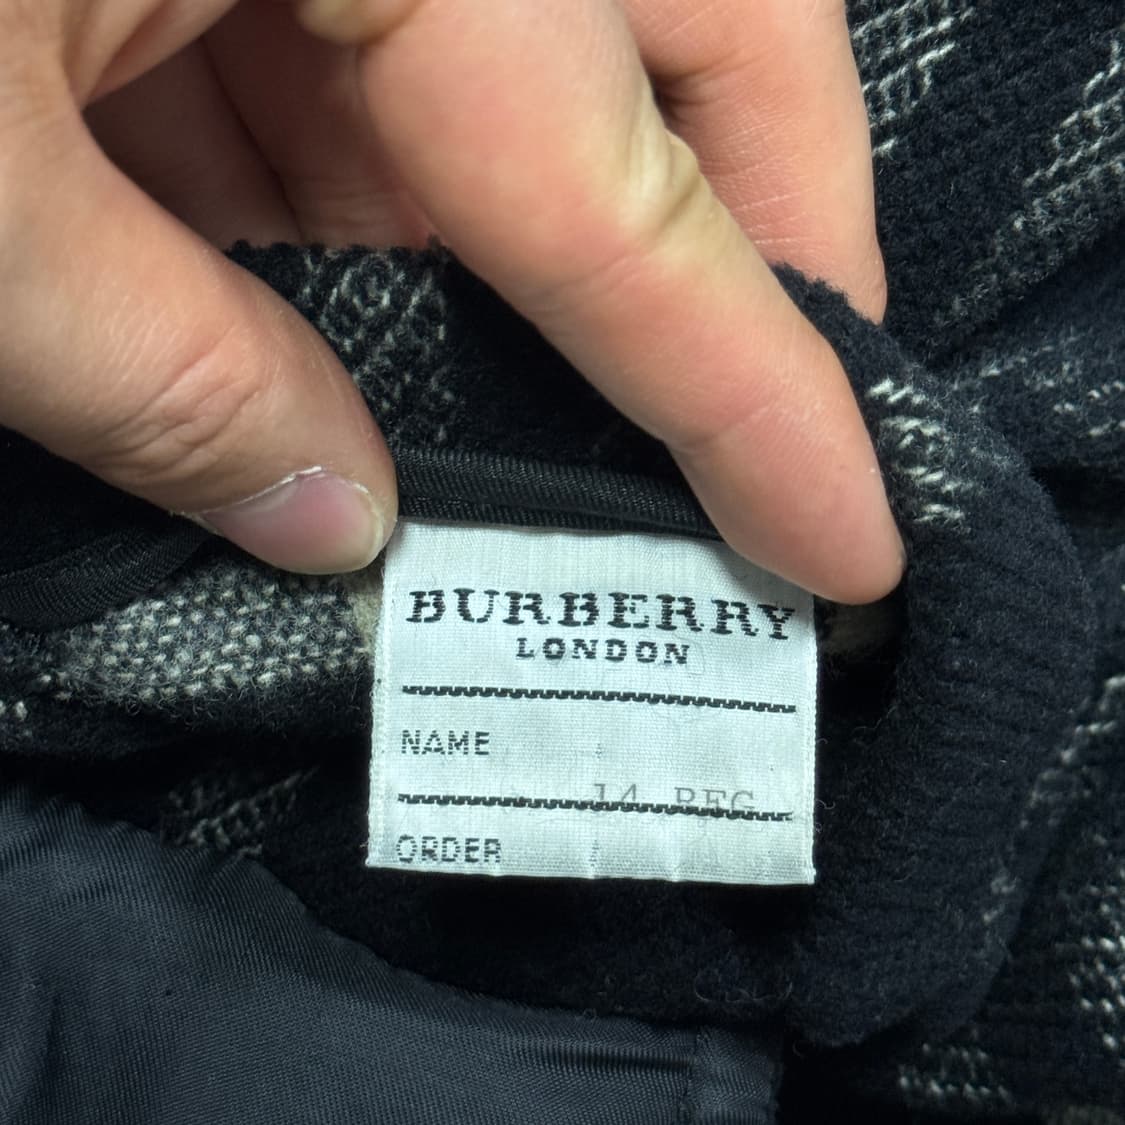 BURBERRY
LONDON
NAME
14 REG
ORDER